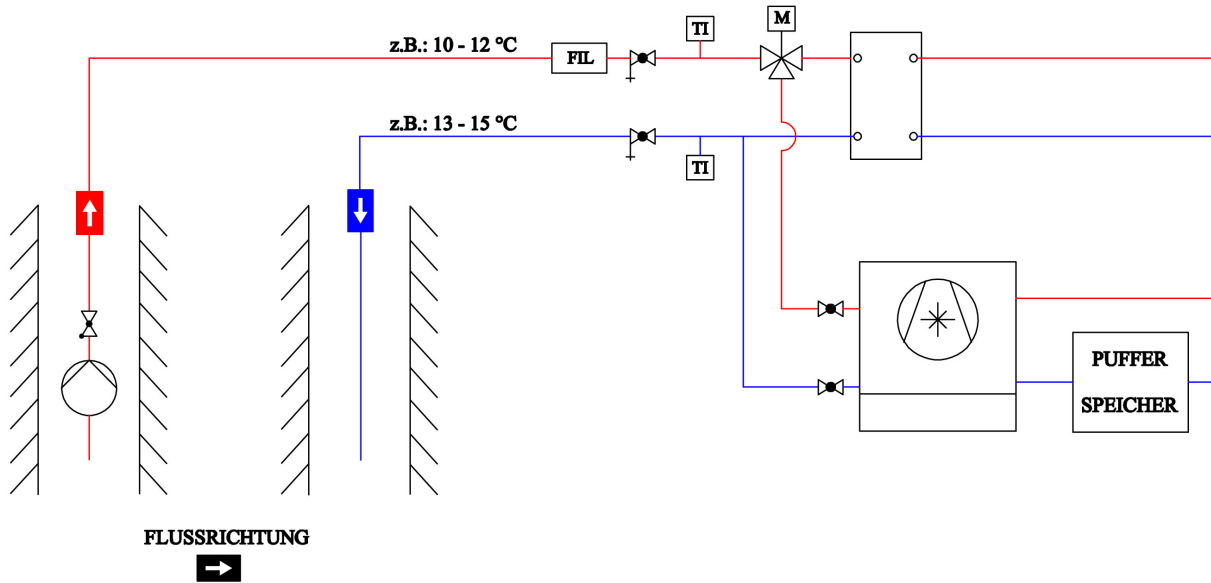 M
TI
z.B.: 10 - 12 °C
FIL
z.B.: 13 - 15 °C
TI
PUFFER
SPEICHER
FLUSSRICHTUNG